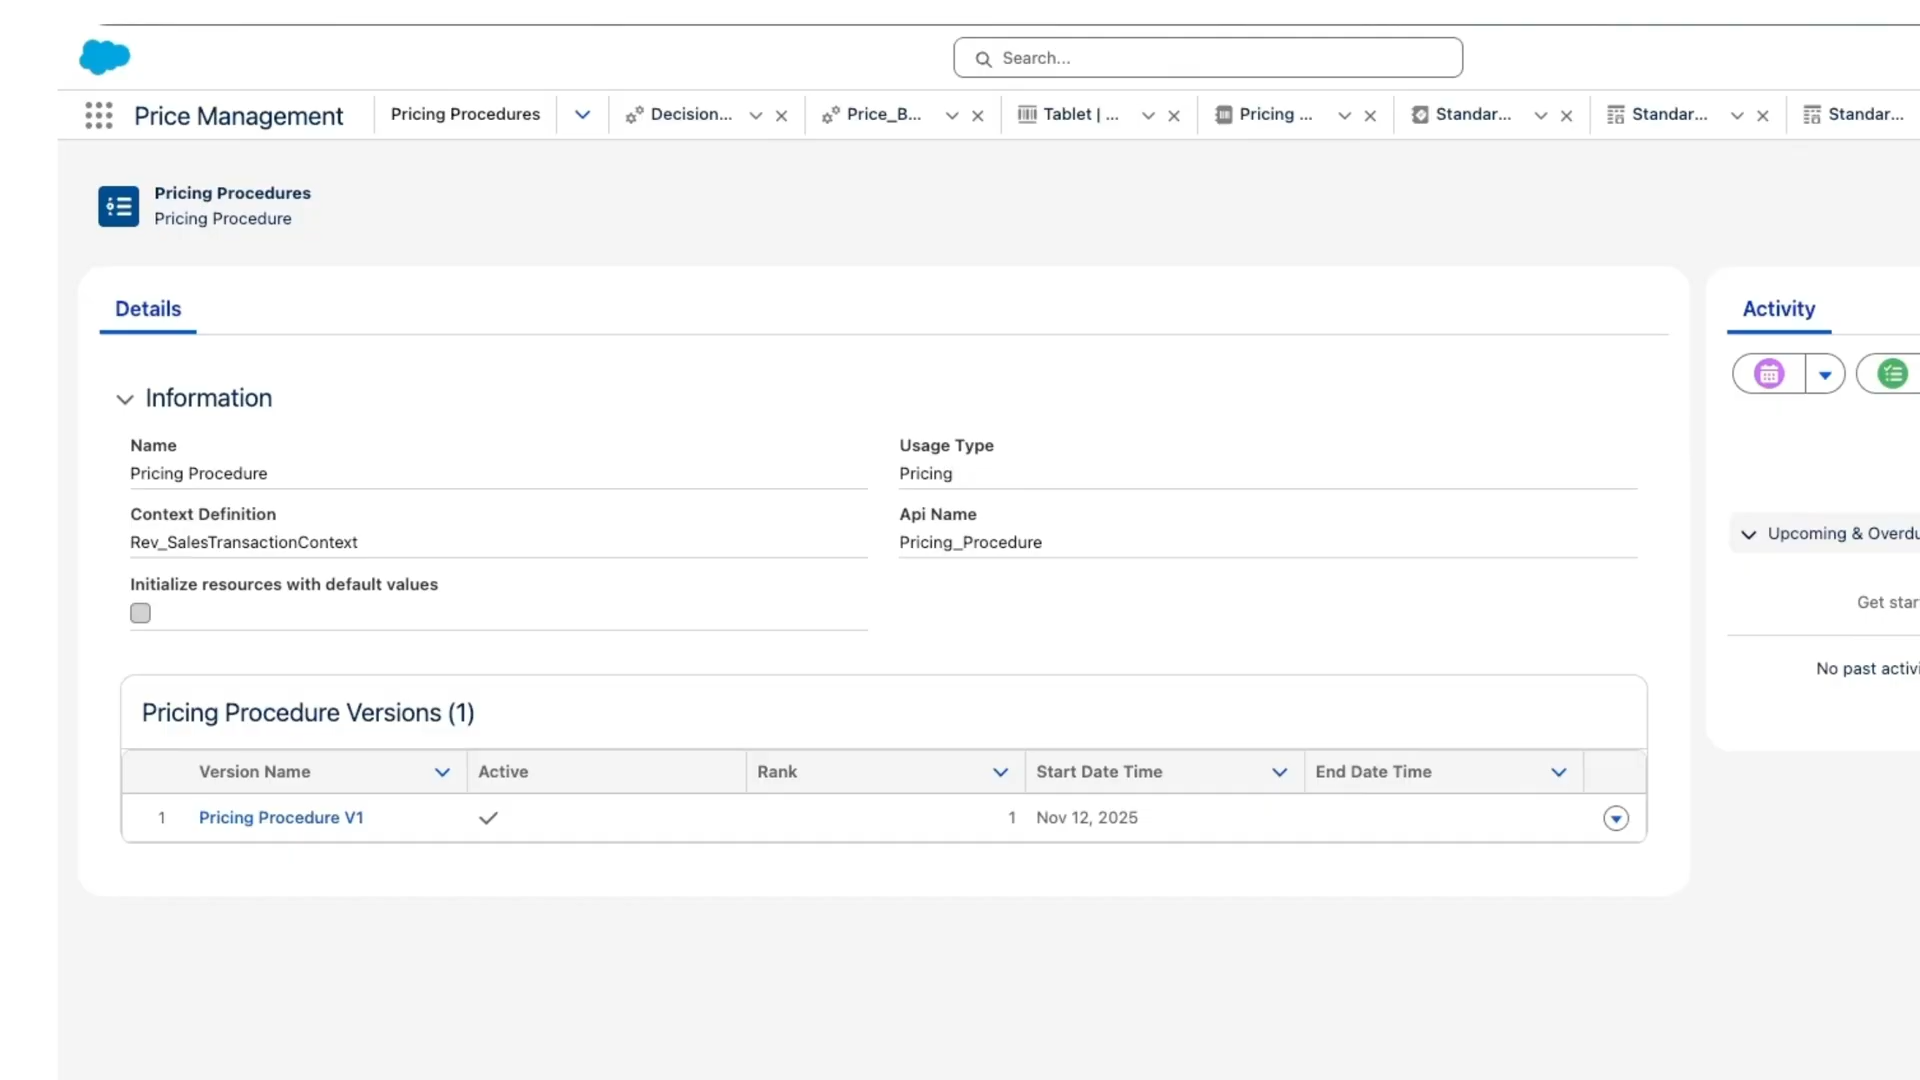 Search...
Price Management
Pricing Procedures
Decision...
Price_B...
Tablet | ...
Pricing ...
Standar...
Standar...
Standar...
Pricing Procedures
Pricing Procedure
Details
Activity
Information
Name
Pricing Procedure
Usage Type
Pricing
Context Definition
Rev_SalesTransactionContext
Api Name
Pricing_Procedure
Initialize resources with default values
Upcoming & Overdu
Get star
No past activi
Pricing Procedure Versions (1)
Version Name Active Rank Start Date Time End Date Time
1 Pricing Procedure V1 1 Nov 12, 2025